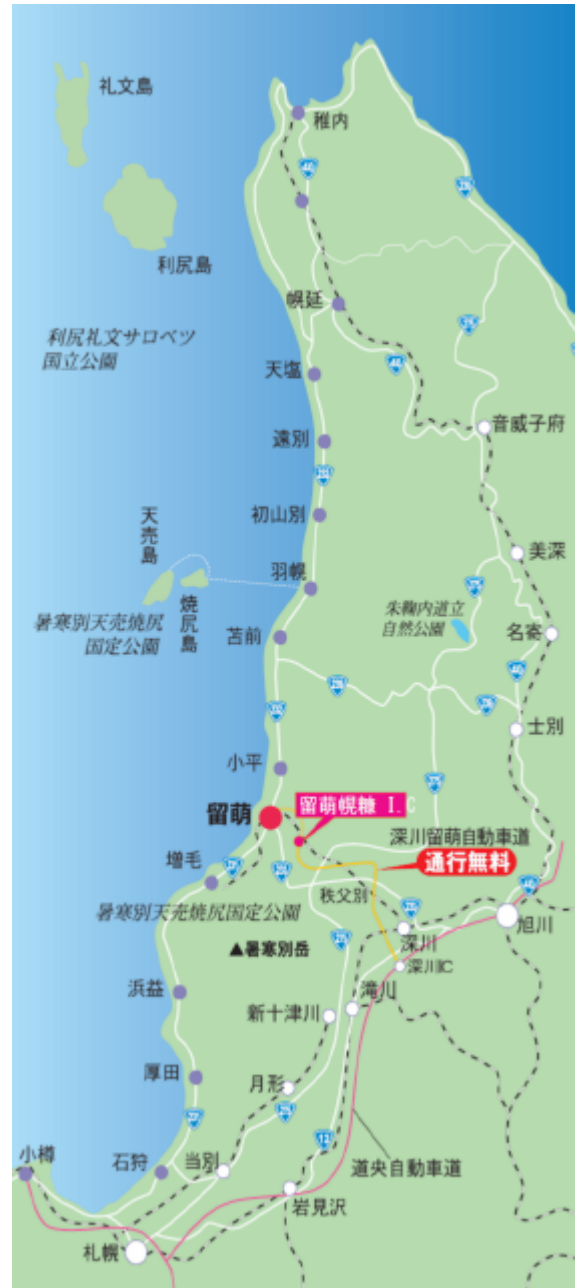 礼文島
稚内
利尻島
幌延
利尻礼文サロベツ
国立公園
天塩
音威子府
遠別
天売島
初山別
美深
羽幌
焼尻島
暑寒別天売焼尻
国定公園
朱鞠内道立
自然公園
苫前
名寄
士別
小平
留萌幌糠 I.C
留萌
深川留萌自動車道
通行無料
増毛
秩父別
暑寒別天売焼尻国定公園
旭川
深川
▲暑寒別岳
深川IC
浜益
新十津川
滝川
厚田
月形
12
小樽
石狩
当別
道央自動車道
岩見沢
札幌